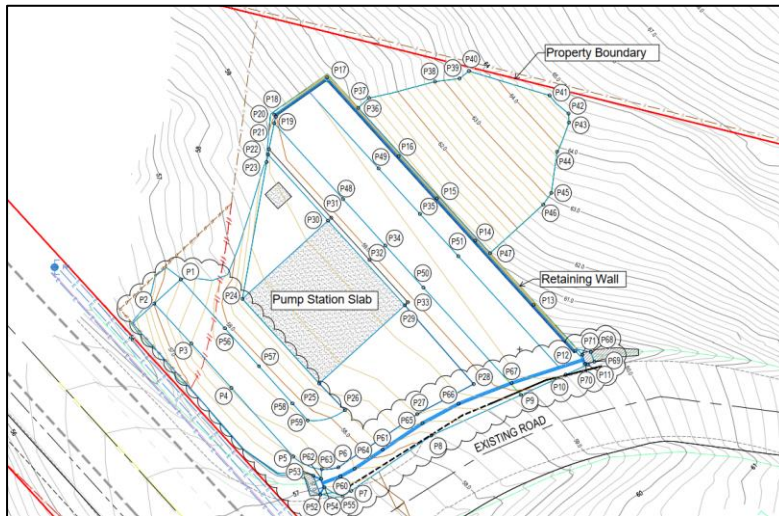 P40
P39
Property Boundary
P38
P17
P37
P41
P18
P42
P20
P36
P43
P19
P21
P16
P44
P22
P49
P23
P45
P48
P15
P46
P31
P35
P30
P14
P34
P51
P47
P32
P1
P50
Retaining Wall
P2
P24
Pump Station Slab
P33
P13
P29
P56
P3
P71
P68
P57
P12
P69
P67
P11
P28
P70
P4
P10
P66
P58
P25
P26
P9
P27
P59
P65
P8
EXISTING ROAD
P61
P5
P62
P63
P6
P64
P53
P60
P7
P52
P54
P55